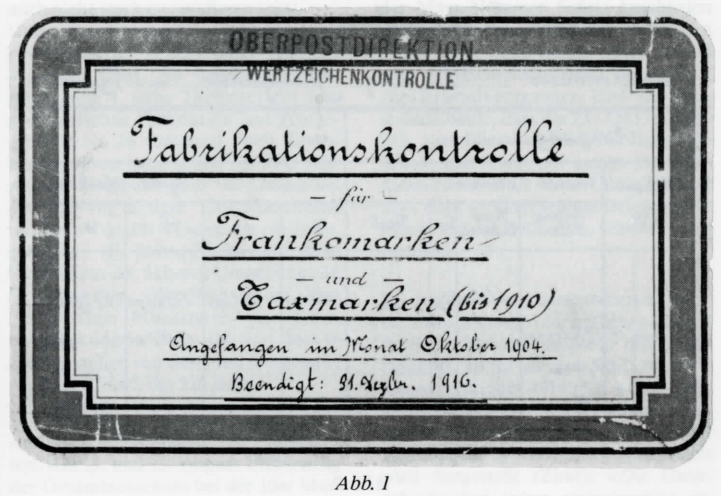 OBERPOSTDIREKTION
WERTZEICHENKONTROLLE
Fabrikationskontrolle
— für —
Frankomarken
— und —
Taxmarken (bis 1910)
Angefangen im Monat Oktober 1904.
Beendigt: 31. Dezbr. 1916.
Abb. 1